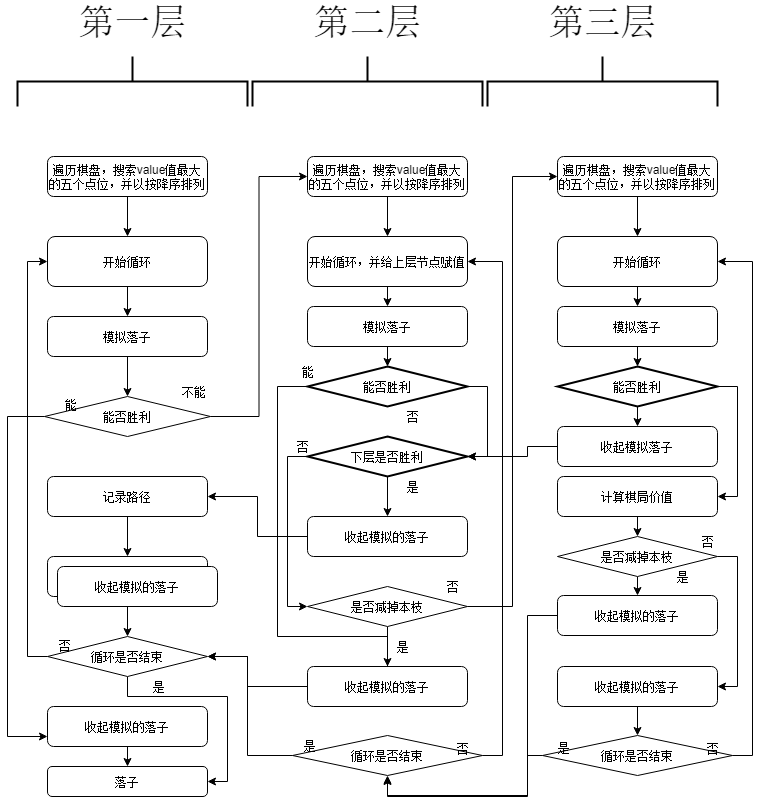 第一层
第二层
第三层
遍历棋盘，搜索value值最大
的五个点位，并以按降序排列
开始循环
模拟落子
能否胜利
能
不能
记录路径
收起模拟的落子
循环是否结束
否
是
收起模拟的落子
落子
遍历棋盘，搜索value值最大
的五个点位，并以按降序排列
开始循环，并给上层节点赋值
模拟落子
能
能否胜利
否
否
下层是否胜利
是
收起模拟的落子
否
是否减掉本枝
是
收起模拟的落子
是
循环是否结束
否
遍历棋盘，搜索value值最大
的五个点位，并以按降序排列
开始循环
模拟落子
能否胜利
收起模拟落子
计算棋局价值
否
是否减掉本枝
是
收起模拟的落子
收起模拟的落子
是
循环是否结束
否